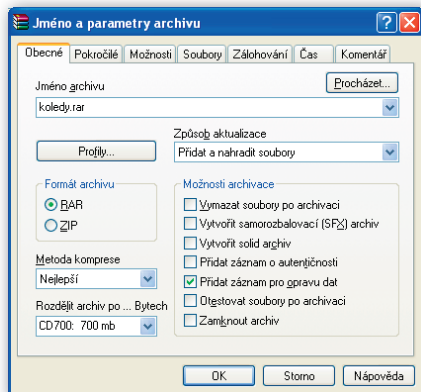 Jméno a parametry archivu
Obecné Pokročilé Možnosti Soubory Zálohování Čas Komentář
Jméno archivu
Procházet...
koledy.rar
Způsob aktualizace
Profily...
Přidat a nahradit soubory
Formát archivu
RAR
ZIP
Metoda komprese
Nejlepší
Rozdělit archiv po ... Bytech
CD700: 700 mb
Možnosti archivace
Vymazat soubory po archivaci
Vytvořit samorozbalovací (SFX) archiv
Vytvořit solid archiv
Přidat záznam o autentičnosti
Přidat záznam pro opravu dat
Otestovat soubory po archivaci
Zamknout archiv
OK Storno Nápověda